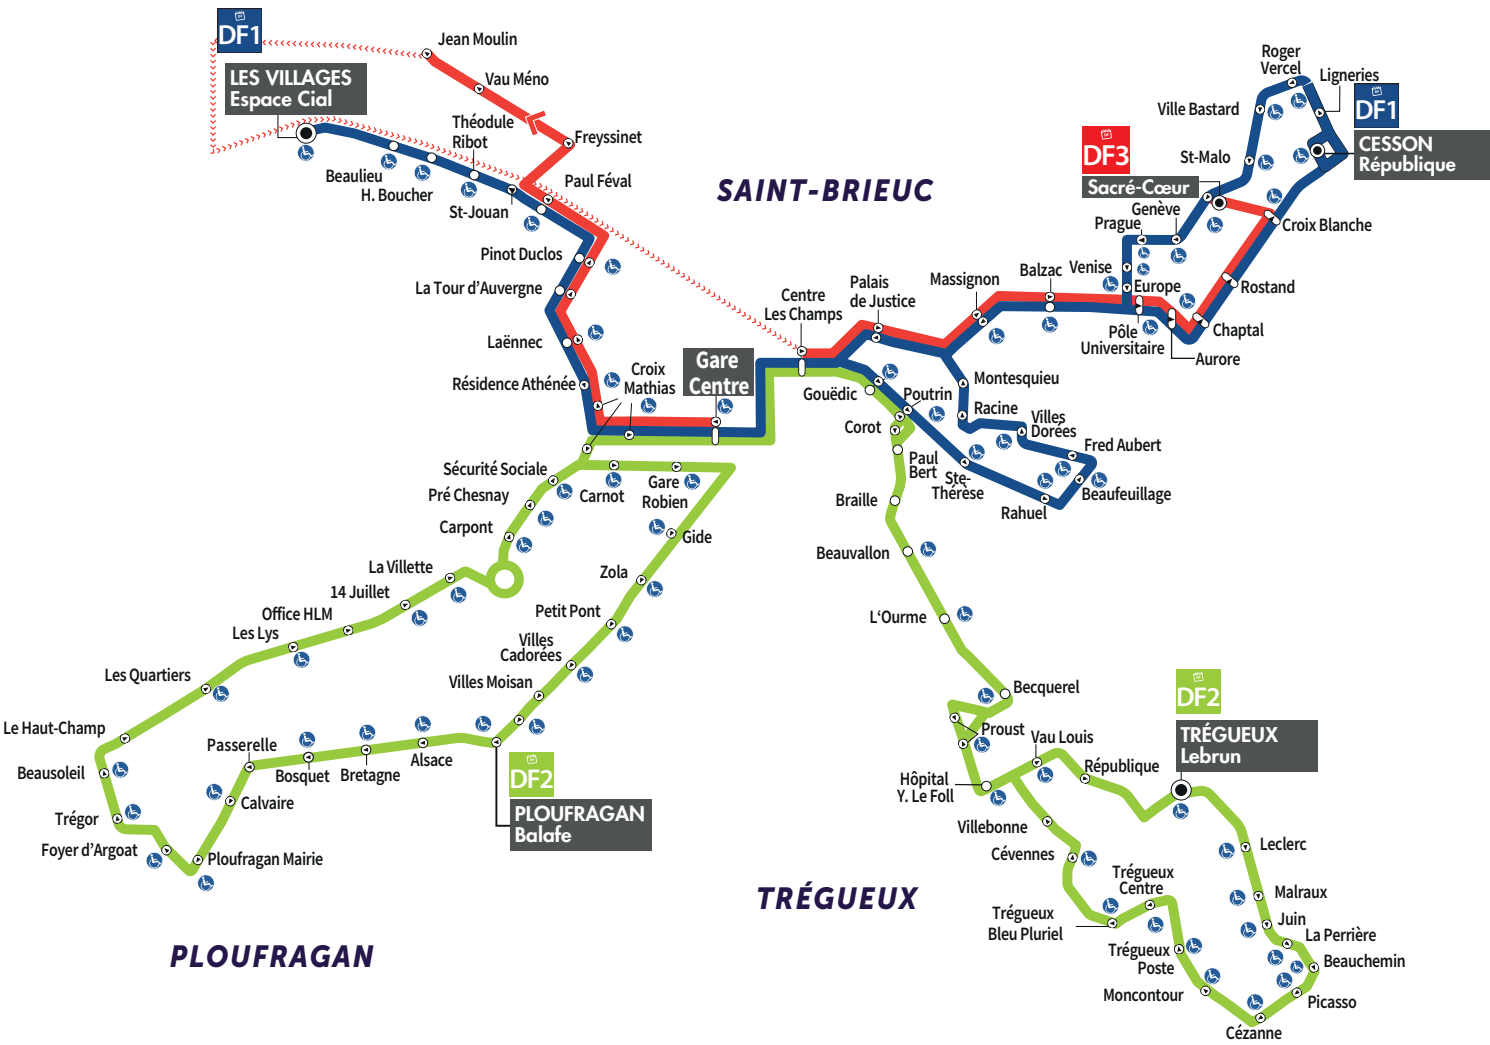 DF1
LES VILLAGES
Espace Cial
Jean Moulin
Vau Méno
Théodule
Ribot
Freyssinet
Beaulieu
H. Boucher
Paul Féval
St-Jouan
Pinot Duclos
La Tour d'Auvergne
Laënnec
Résidence Athénée
Croix
Mathias
Gare
Centre
SAINT-BRIEUC
Centre
Les Champs
Palais
de Justice
Massignon
Balzac
Venise
Europe
Prague
Genève
DF3
Sacré-Cœur
St-Malo
Ville Bastard
Roger
Vercel
Ligneries
DF1
CESSON
République
Croix Blanche
Rostand
Chaptal
Aurore
Pôle
Universitaire
Gouëdic
Poutrin
Corot
Paul
Bert
Montesquieu
Racine
Villes
Dorées
Fred Aubert
Ste-
Thérèse
Rahuel
Beaufeuillage
Braille
Beauvallon
L'Ourme
Becquerel
Proust
Hôpital
Y. Le Foll
Vau Louis
République
DF2
TRÉGUEUX
Lebrun
Leclerc
Malraux
Juin
La Perrière
Beauchemin
Picasso
Cézanne
Moncontour
Trégueux
Poste
Trégueux
Centre
Trégueux
Bleu Pluriel
Cévennes
Villebonne
TRÉGUEUX
Sécurité Sociale
Pré Chesnay
Carpont
Carnot
Gare
Robien
Gide
Zola
Petit Pont
Villes
Cadorées
Villes Moisan
La Villette
14 Juillet
Office HLM
Les Lys
Les Quartiers
Le Haut-Champ
Beausoleil
Trégor
Foyer d'Argoat
Ploufragan Mairie
Calvaire
Passerelle
Bosquet
Bretagne
Alsace
DF2
PLOUFRAGAN
Balafe
PLOUFRAGAN